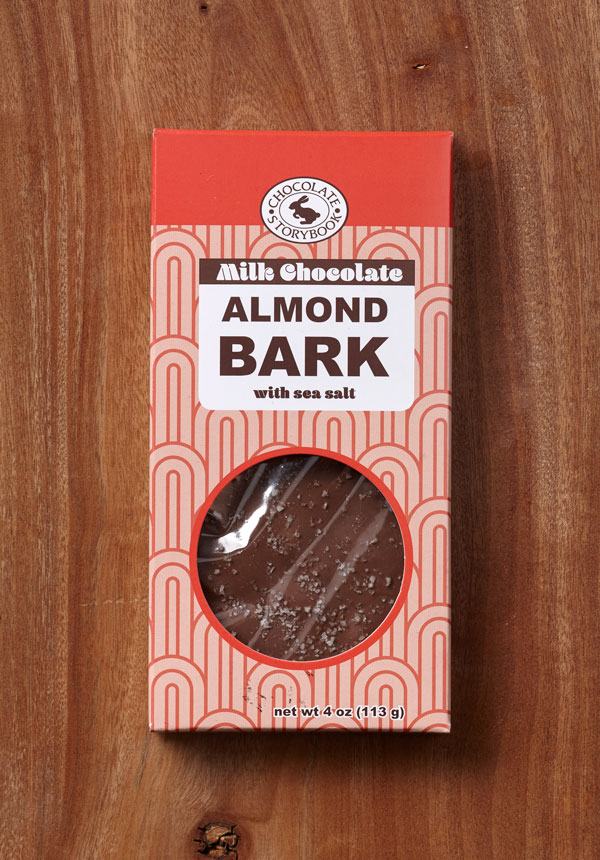 CHOCOLATE
STORYBOOK
Milk Chocolate
ALMOND
BARK
with sea salt
net wt 4 oz (113 g)